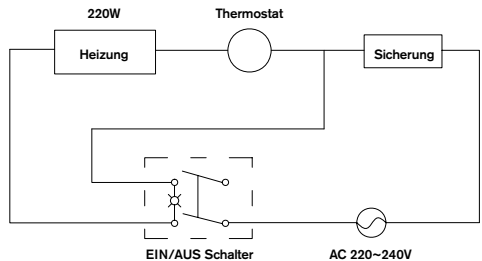 220W
Thermostat
Heizung
Sicherung
EIN/AUS Schalter
AC 220~240V